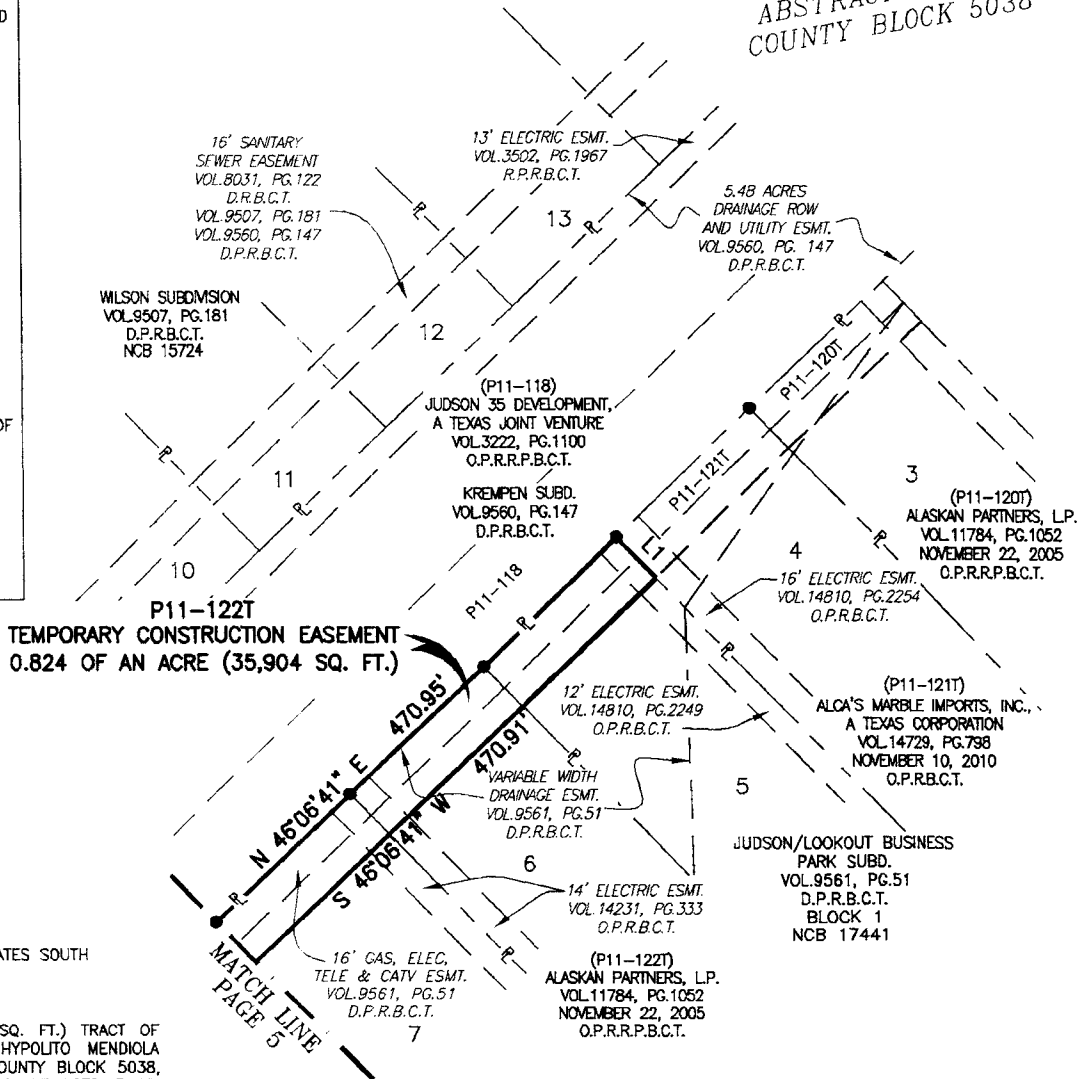 D
ABSTRACT
COUNTY BLOCK 5038
16' SANITARY
SEWER EASEMENT
VOL.8031, PG.122
D.R.B.C.T.
VOL.9507, PG.181
VOL.9560, PG.147
D.P.R.B.C.T.
13' ELECTRIC ESMT.
VOL.3502, PG.1967
R.P.R.B.C.T.
13
5.48 ACRES
DRAINAGE ROW
AND UTILITY ESMT.
VOL.9560, PG. 147
D.P.R.B.C.T.
WILSON SUBDIVISION
VOL.9507, PG.181
D.P.R.B.C.T.
NCB 15724
12
(P11-118)
JUDSON 35 DEVELOPMENT,
A TEXAS JOINT VENTURE
VOL.3222, PG.1100
O.P.R.R.P.B.C.T.
KREMPEN SUBD.
VOL.9560, PG.147
D.P.R.B.C.T.
P11-120T
P11-121T
OF
11
10
3
(P11-120T)
ALASKAN PARTNERS, L.P.
VOL.11784, PG.1052
NOVEMBER 22, 2005
O.P.R.R.P.B.C.T.
4
L1
16' ELECTRIC ESMT.
VOL.14810, PG.2254
O.P.R.B.C.T.
P11-118
P11-122T
TEMPORARY CONSTRUCTION EASEMENT
0.824 OF AN ACRE (35,904 SQ. FT.)
12' ELECTRIC ESMT.
VOL.14810, PG.2249
O.P.R.B.C.T.
(P11-121T)
ALCA'S MARBLE IMPORTS, INC.,
A TEXAS CORPORATION
VOL.14729, PG.798
NOVEMBER 10, 2010
O.P.R.B.C.T.
5
N 46°06'41" E 470.95'
S 46°06'41" W 470.91'
VARIABLE WIDTH
DRAINAGE ESMT.
VOL.9561, PG.51
D.P.R.B.C.T.
JUDSON/LOOKOUT BUSINESS
PARK SUBD.
VOL.9561, PG.51
D.P.R.B.C.T.
BLOCK 1
NCB 17441
6
14' ELECTRIC ESMT.
VOL.14231, PG.333
O.P.R.B.C.T.
16' GAS, ELEC,
TELE & CATV ESMT.
VOL.9561, PG.51
D.P.R.B.C.T.
(P11-122T)
ALASKAN PARTNERS, L.P.
VOL.11784, PG.1052
NOVEMBER 22, 2005
O.P.R.R.P.B.C.T.
7
MATCH LINE
PAGE 5
ATES SOUTH
SQ. FT.) TRACT OF
HYPOLITO MENDIOLA
OUNTY BLOCK 5038,